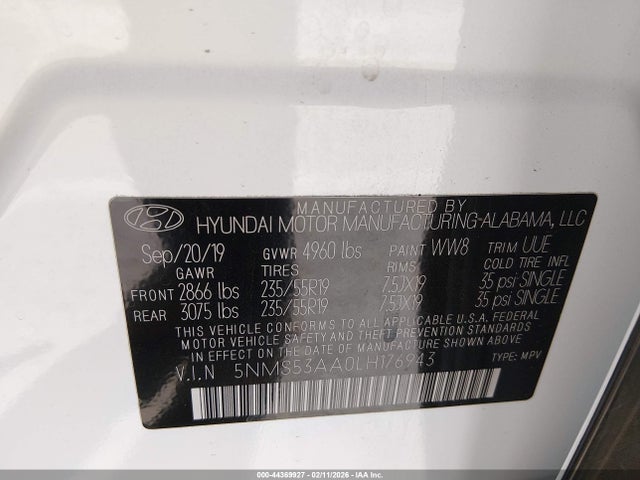 MANUFACTURED BY
HYUNDAI MOTOR MANUFACTURING-ALABAMA, LLC
Sep/20/19 GVWR 4960 lbs PAINT WW8 TRIM UUE
GAWR TIRES RIMS COLD TIRE INFL
FRONT 2866 lbs 235/55R19 7.5JX19 35 psi SINGLE
REAR 3075 lbs 235/55R19 7.5JX19 35 psi SINGLE
THIS VEHICLE CONFORMS TO ALL APPLICABLE U.S.A. FEDERAL
MOTOR VEHICLE SAFETY AND THEFT PREVENTION STANDARDS
IN EFFECT ON THE DATE OF MANUFACTURE SHOWN ABOVE.
V.I.N 5NMS53AA0LH176943 TYPE: MPV
000-44369927 - 02/11/2026 - IAA Inc.